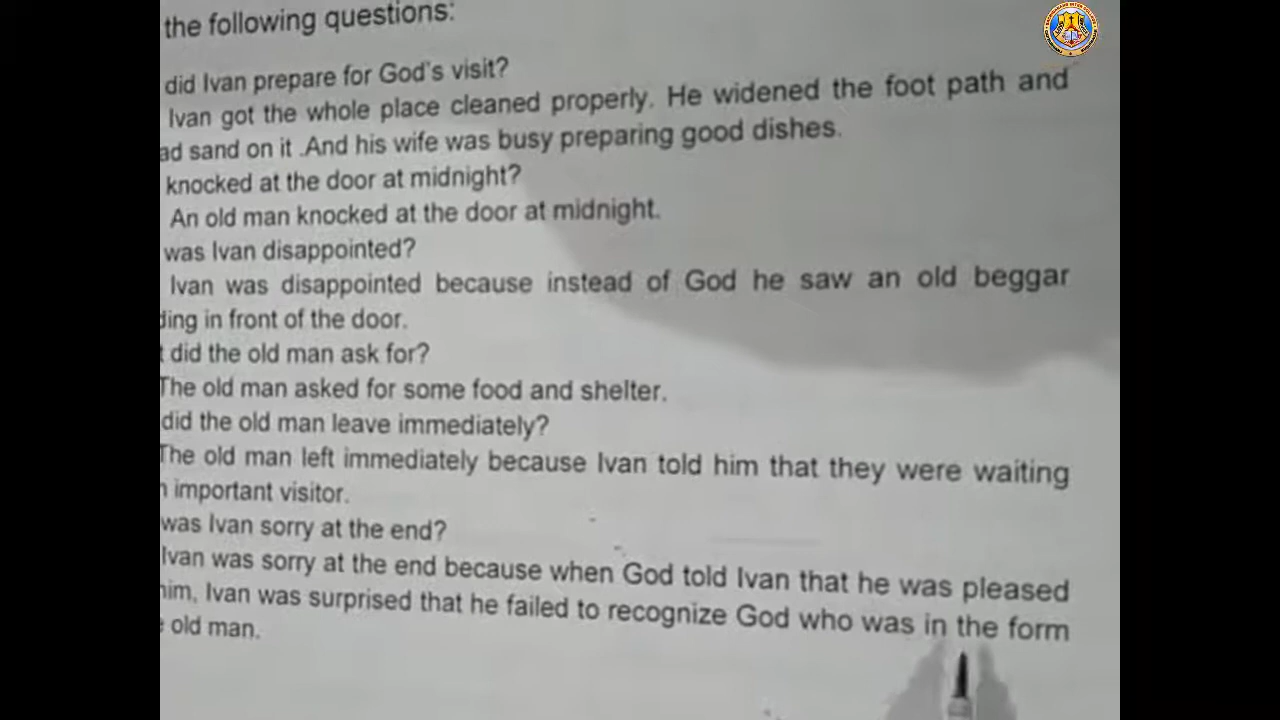 the following questions:
did Ivan prepare for God's visit?
Ivan got the whole place cleaned properly. He widened the foot path and
ad sand on it .And his wife was busy preparing good dishes.
knocked at the door at midnight?
An old man knocked at the door at midnight.
was Ivan disappointed?
Ivan was disappointed because instead of God he saw an old beggar
ding in front of the door.
t did the old man ask for?
The old man asked for some food and shelter.
did the old man leave immediately?
The old man left immediately because Ivan told him that they were waiting
n important visitor.
was Ivan sorry at the end?
Ivan was sorry at the end because when God told Ivan that he was pleased
him, Ivan was surprised that he failed to recognize God who was in the form
e old man.